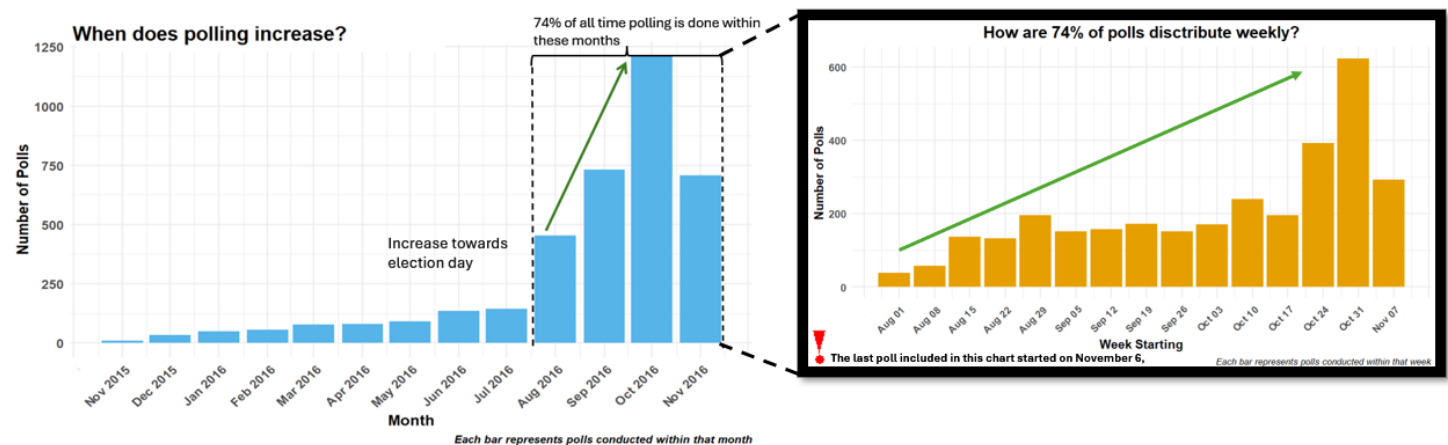 When does polling increase?
74% of all time polling is done within
these months
Number of Polls
1250
1000
750
500
250
0
Increase towards
election day
Nov 2015
Dec 2015
Jan 2016
Feb 2016
Mar 2016
Apr 2016
May 2016
Jun 2016
Jul 2016
Aug 2016
Sep 2016
Oct 2016
Nov 2016
Month
Each bar represents polls conducted within that month
How are 74% of polls disctribute weekly?
Number of Polls
600
400
200
0
Aug 01
Aug 08
Aug 15
Aug 22
Aug 29
Sep 05
Sep 12
Sep 19
Sep 26
Oct 03
Oct 10
Oct 17
Oct 24
Oct 31
Nov 07
Week Starting
The last poll included in this chart started on November 6,
Each bar represents polls conducted within that week